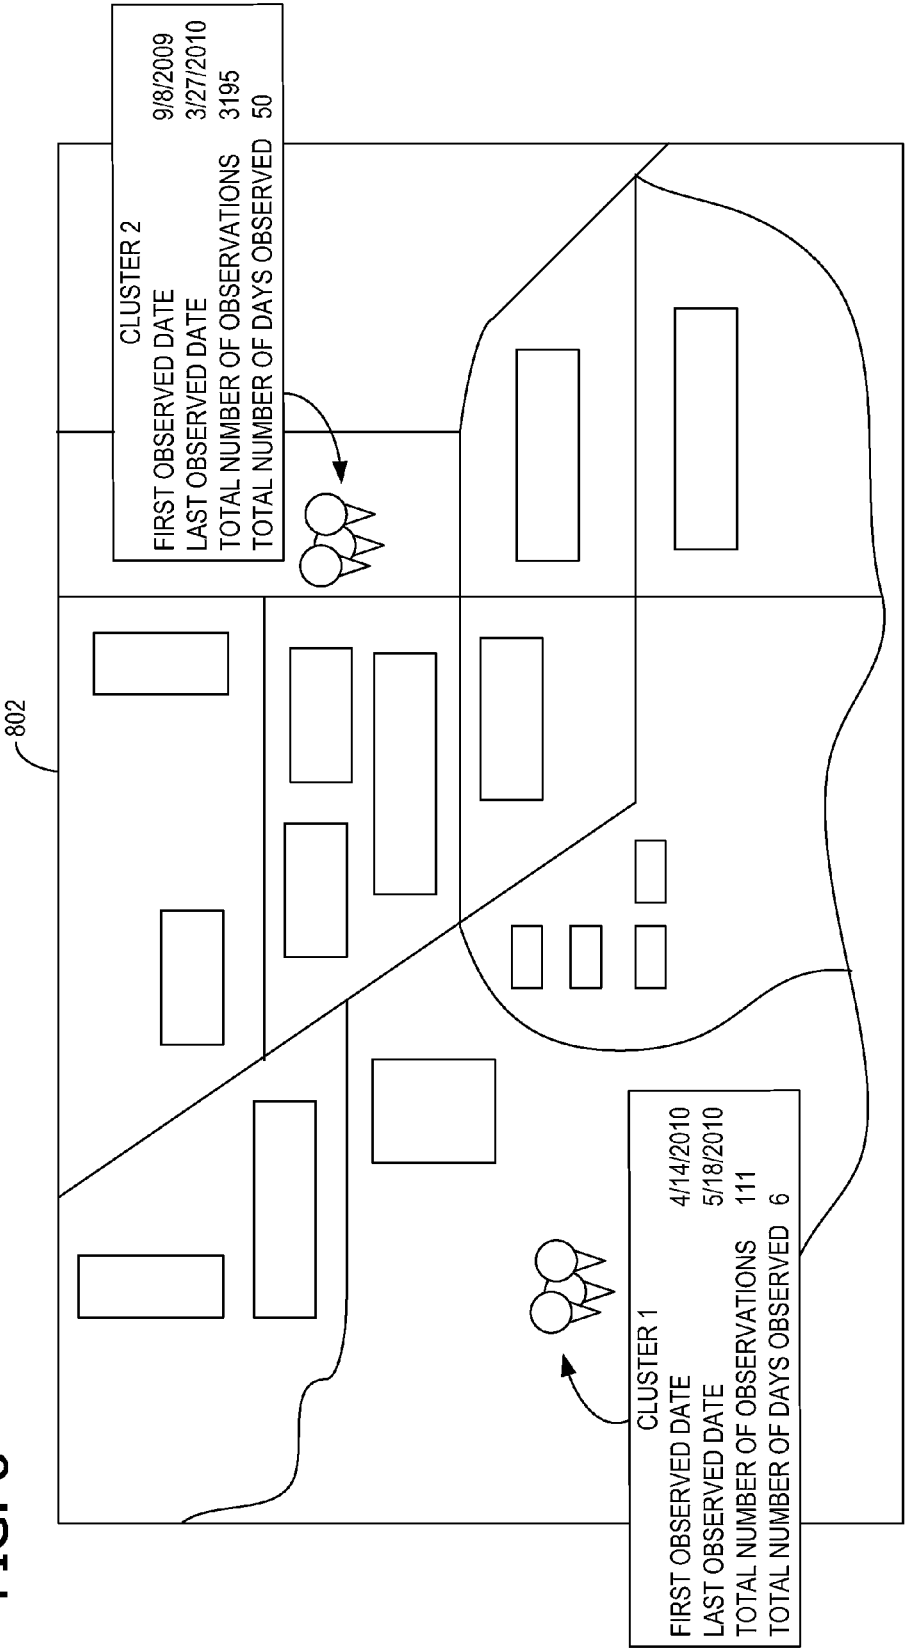 802
CLUSTER 2
FIRST OBSERVED DATE 9/8/2009
LAST OBSERVED DATE 3/27/2010
TOTAL NUMBER OF OBSERVATIONS 3195
TOTAL NUMBER OF DAYS OBSERVED 50
CLUSTER 1
FIRST OBSERVED DATE 4/14/2010
LAST OBSERVED DATE 5/18/2010
TOTAL NUMBER OF OBSERVATIONS 111
TOTAL NUMBER OF DAYS OBSERVED 6